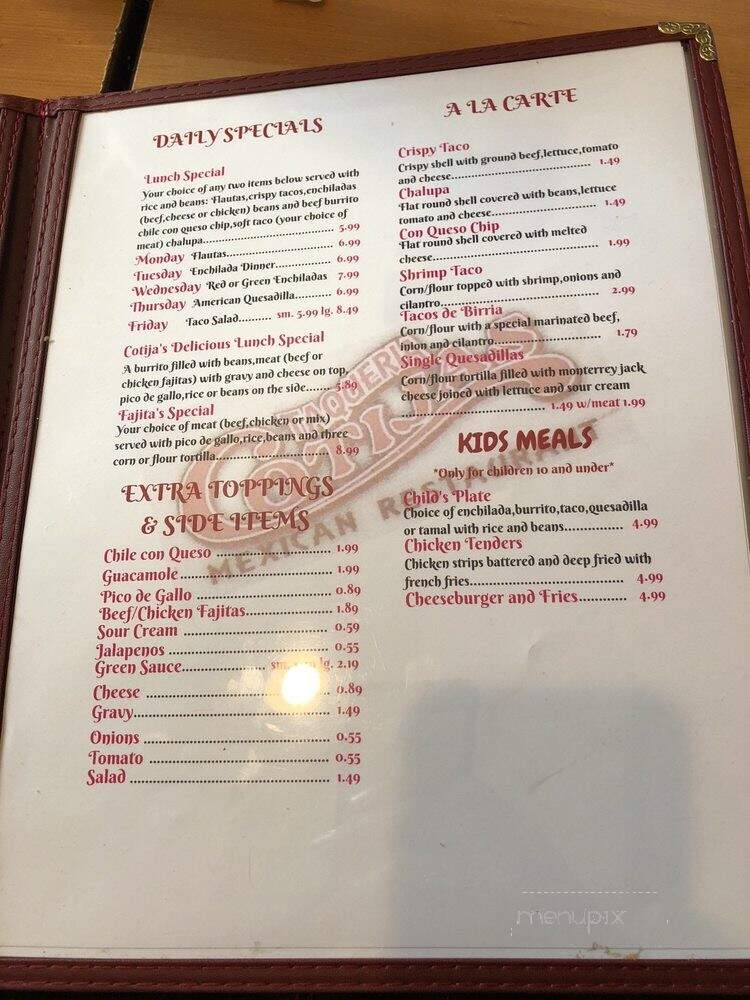 DAILY SPECIALS
Lunch Special
Your choice of any two items below served with
rice and beans: Flautas,crispy tacos,enchiladas
(beef,cheese or chicken) beans and beef burrito
chile con queso chip,soft taco (your choice of
meat) chalupa........................................ 5.99
Monday Flautas.............................. 6.99
Tuesday Enchilada Dinner............... 6.99
Wednesday Red or Green Enchiladas 7.99
Thursday American Quesadilla.......... 6.99
Friday Taco Salad......... sm. 5.99 lg. 8.49
Cotija's Delicious Lunch Special
A burrito filled with beans,meat (beef or
chicken fajitas) with gravy and cheese on top,
pico de gallo,rice or beans on the side....... 5.89
Fajita's Special
Your choice of meat (beef,chicken or mix)
served with pico de gallo,rice,beans and three
corn or flour tortilla................................ 8.99
EXTRA TOPPINGS
& SIDE ITEMS
Chile con Queso ............................... 1.99
Guacamole......................................... 1.99
Pico de Gallo ..................................... 0.89
Beef/Chicken Fajitas........................ 1.89
Sour Cream ........................................ 0.59
Jalapenos ............................................ 0.55
Green Sauce...................... sm. lg. 2.19
Cheese .................................................. 0.89
Gravy..................................................... 1.49
Onions ................................................... 0.55
Tomato ................................................. 0.55
Salad ...................................................... 1.49
A LA CARTE
Crispy Taco
Crispy shell with ground beef,lettuce,tomato
and cheese...................................... 1.49
Chalupa
Flat round shell covered with beans,lettuce
tomato and cheese............................ 1.49
Con Queso Chip
Flat round shell covered with melted
cheese............................................. 1.99
Shrimp Taco
Corn/flour topped with shrimp,onions and
cilantro........................................... 2.99
Tacos de Birria
Corn/flour with a special marinated beef,
inion and cilantro............................. 1.79
Single Quesadillas
Corn/flour tortilla filled with monterrey jack
cheese joined with lettuce and sour cream
.................................... 1.49 w/meat 1.99
KIDS MEALS
*Only for children 10 and under*
Child's Plate
Choice of enchilada,burrito,taco,quesadilla
or tamal with rice and beans............... 4.99
Chicken Tenders
Chicken strips battered and deep fried with
french fries....................................... 4.99
Cheeseburger and Fries............. 4.99
TAQUERIA
COTIJA'S
MEXICAN RESTAURANT
menupix